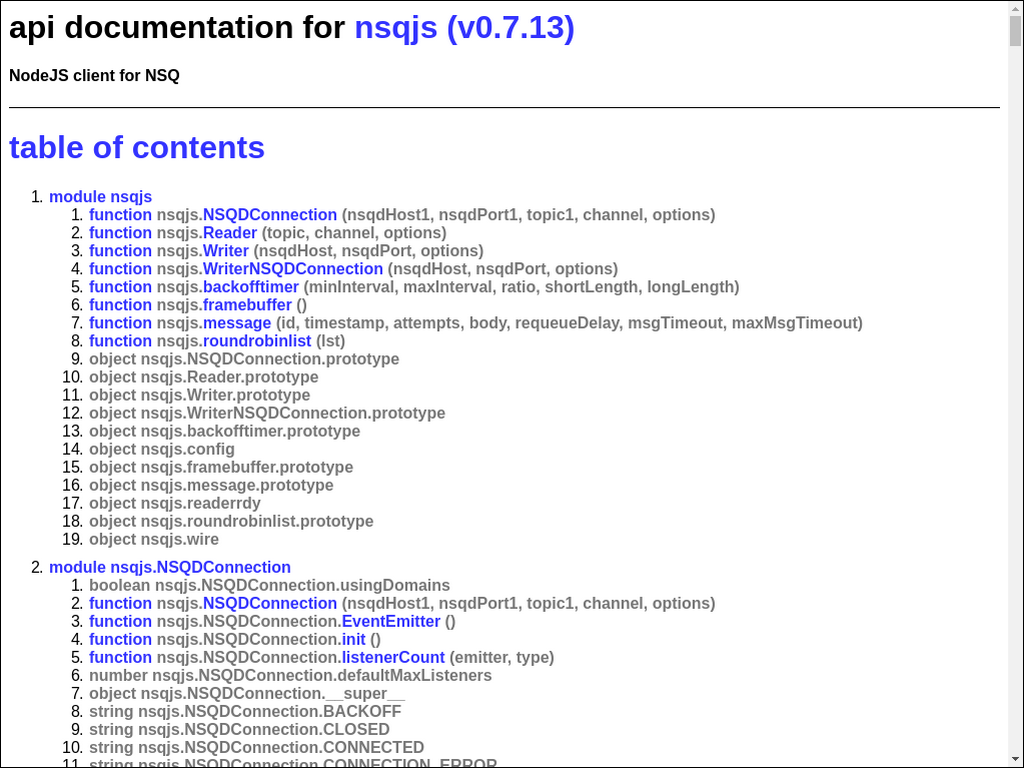 api documentation for nsqjs (v0.7.13)
NodeJS client for NSQ
table of contents
1. module nsqjs
1. function nsqjs.NSQDConnection (nsqdHost1, nsqdPort1, topic1, channel, options)
2. function nsqjs.Reader (topic, channel, options)
3. function nsqjs.Writer (nsqdHost, nsqdPort, options)
4. function nsqjs.WriterNSQDConnection (nsqdHost, nsqdPort, options)
5. function nsqjs.backofftimer (minInterval, maxInterval, ratio, shortLength, longLength)
6. function nsqjs.framebuffer ()
7. function nsqjs.message (id, timestamp, attempts, body, requeueDelay, msgTimeout, maxMsgTimeout)
8. function nsqjs.roundrobinlist (lst)
9. object nsqjs.NSQDConnection.prototype
10. object nsqjs.Reader.prototype
11. object nsqjs.Writer.prototype
12. object nsqjs.WriterNSQDConnection.prototype
13. object nsqjs.backofftimer.prototype
14. object nsqjs.config
15. object nsqjs.framebuffer.prototype
16. object nsqjs.message.prototype
17. object nsqjs.readerrdy
18. object nsqjs.roundrobinlist.prototype
19. object nsqjs.wire
2. module nsqjs.NSQDConnection
1. boolean nsqjs.NSQDConnection.usingDomains
2. function nsqjs.NSQDConnection (nsqdHost1, nsqdPort1, topic1, channel, options)
3. function nsqjs.NSQDConnection.EventEmitter ()
4. function nsqjs.NSQDConnection.init ()
5. function nsqjs.NSQDConnection.listenerCount (emitter, type)
6. number nsqjs.NSQDConnection.defaultMaxListeners
7. object nsqjs.NSQDConnection.__super__
8. string nsqjs.NSQDConnection.BACKOFF
9. string nsqjs.NSQDConnection.CLOSED
10. string nsqjs.NSQDConnection.CONNECTED
11. string nsqjs.NSQDConnection.CONNECTION_ERROR